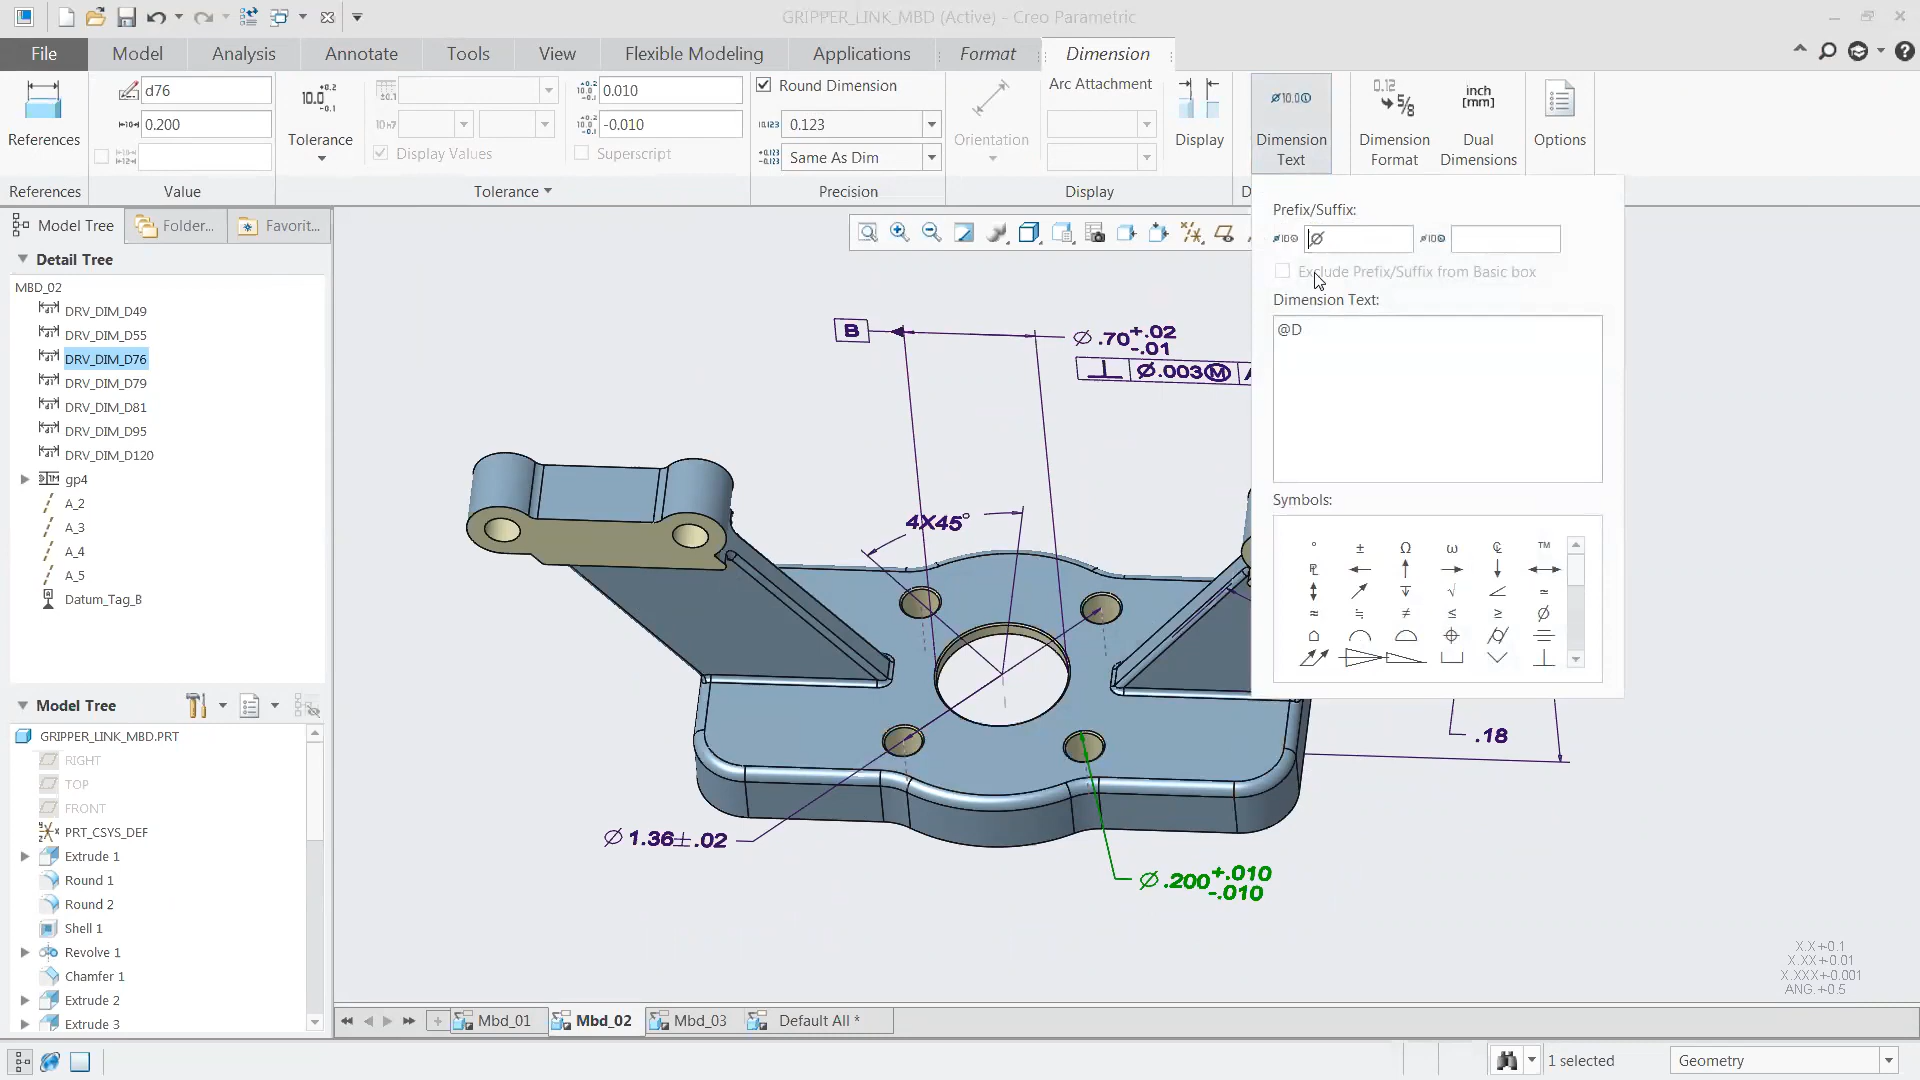 GRIPPER_LINK_MBD (Active) - Creo Parametric
File Model Analysis Annotate Tools View Flexible Modeling Applications Format Dimension
References
References
d76
0.200
Value
Tolerance
Display Values
0.010
-0.010
Superscript
Tolerance
Round Dimension
0.123
Same As Dim
Precision
Orientation
Arc Attachment
Display
Display
Dimension Text
Dimension Format
inch [mm]
Dual Dimensions
Options
Model Tree Folder... Favorit...
Detail Tree
MBD_02
DRV_DIM_D49
DRV_DIM_D55
DRV_DIM_D76
DRV_DIM_D79
DRV_DIM_D81
DRV_DIM_D95
DRV_DIM_D120
gp4
A_2
A_3
A_4
A_5
Datum_Tag_B
Model Tree
GRIPPER_LINK_MBD.PRT
RIGHT
TOP
FRONT
PRT_CSYS_DEF
Extrude 1
Round 1
Round 2
Shell 1
Revolve 1
Chamfer 1
Extrude 2
Extrude 3
Prefix/Suffix:
Ø
Exclude Prefix/Suffix from Basic box
Dimension Text:
@D
Symbols:
° ± Ω ω ℄ ™
B
Ø .70 +.02 -.01
⊥ Ø.003Ⓜ
4X45°
.18
Ø 1.36±.02
Ø .200 +.010 -.010
X.X+-0.1
X.XX+-0.01
X.XXX+-0.001
ANG.+-0.5
Mbd_01 Mbd_02 Mbd_03 Default All *
1 selected
Geometry